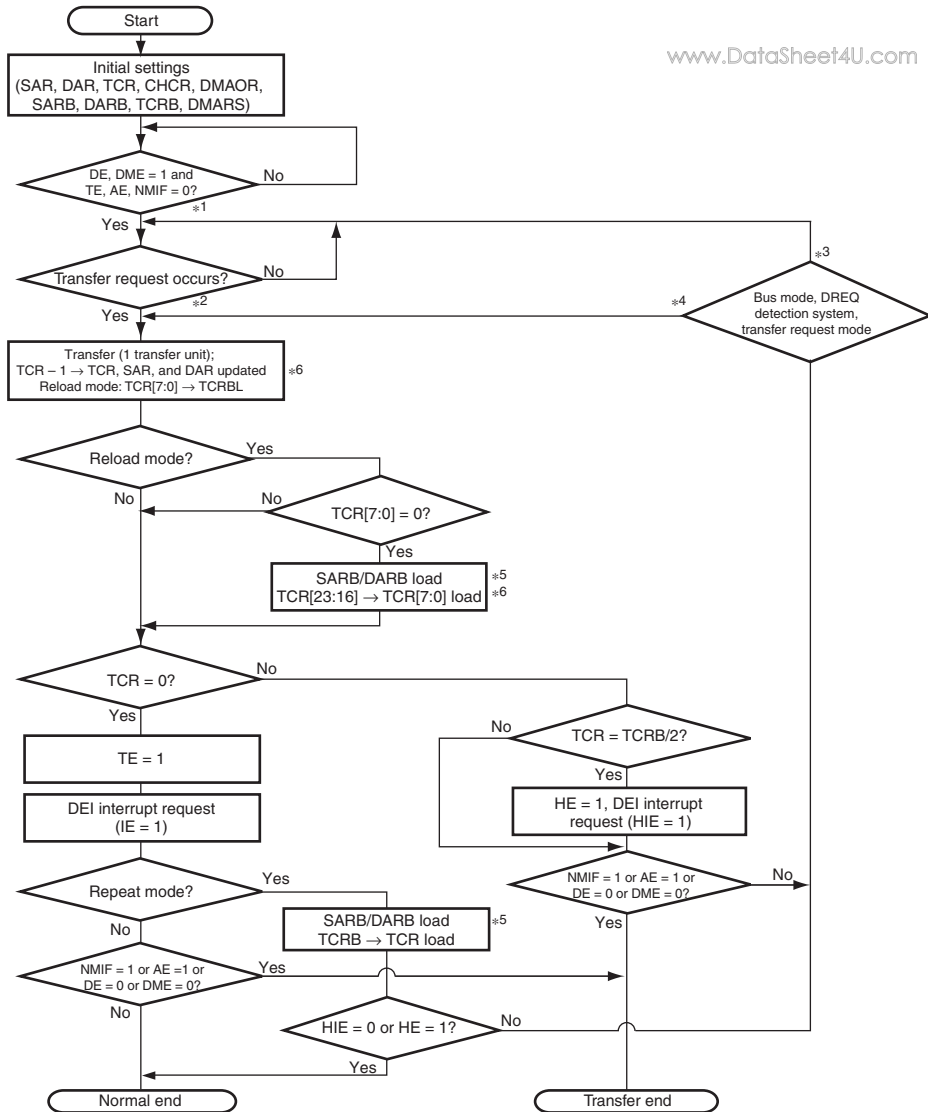 Start
www.DataSheet4U.com
Initial settings
(SAR, DAR, TCR, CHCR, DMAOR,
SARB, DARB, TCRB, DMARS)
DE, DME = 1 and
TE, AE, NMIF = 0?
No
*1
Yes
Transfer request occurs?
No
*2
Yes
*3
*4
Bus mode, DREQ
detection system,
transfer request mode
Transfer (1 transfer unit);
TCR – 1 → TCR, SAR, and DAR updated
Reload mode: TCR[7:0] → TCRBL
*6
Reload mode?
Yes
No
TCR[7:0] = 0?
No
Yes
SARB/DARB load
TCR[23:16] → TCR[7:0] load
*5
*6
TCR = 0?
No
Yes
TCR = TCRB/2?
No
Yes
TE = 1
HE = 1, DEI interrupt
request (HIE = 1)
DEI interrupt request
(IE = 1)
NMIF = 1 or AE = 1 or
DE = 0 or DME = 0?
No
Yes
Repeat mode?
Yes
No
SARB/DARB load
TCRB → TCR load
*5
NMIF = 1 or AE =1 or
DE = 0 or DME = 0?
Yes
No
HIE = 0 or HE = 1?
No
Yes
Normal end
Transfer end